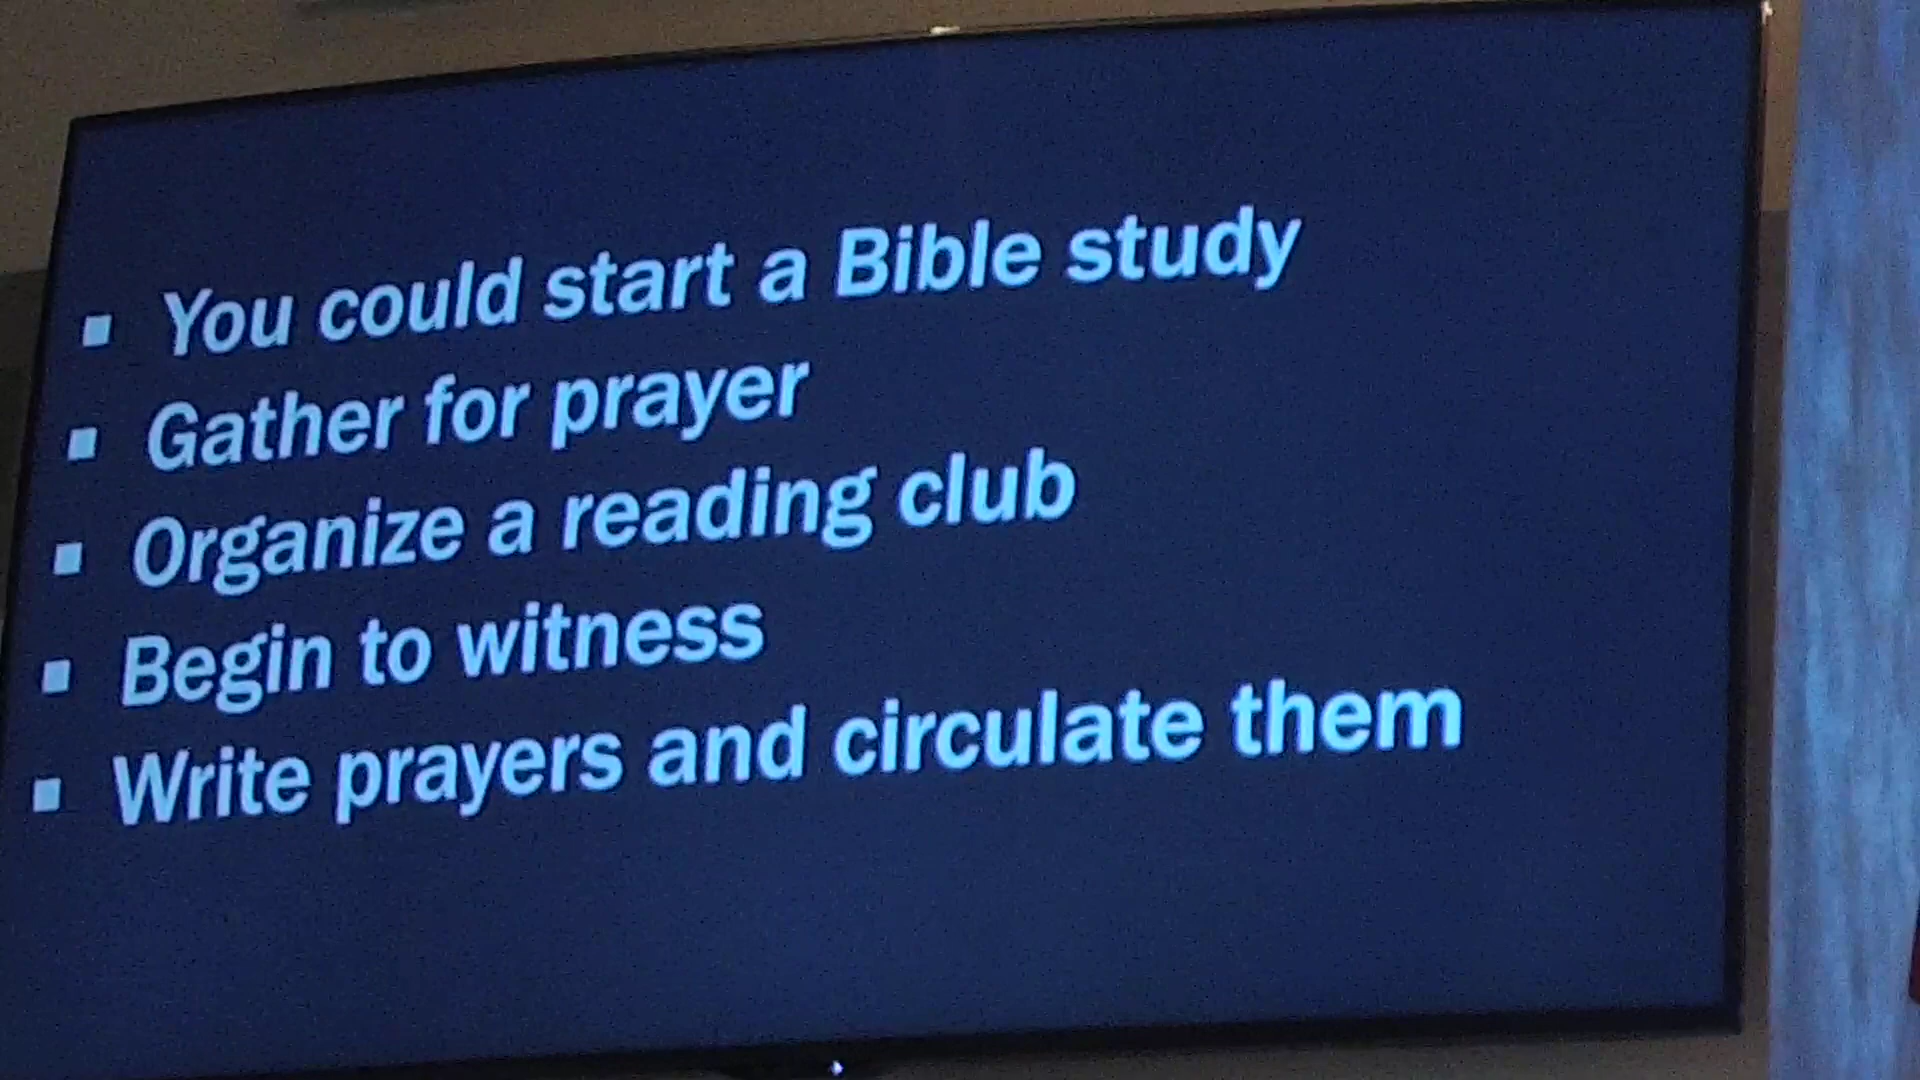 ▪ You could start a Bible study
▪ Gather for prayer
▪ Organize a reading club
▪ Begin to witness
▪ Write prayers and circulate them